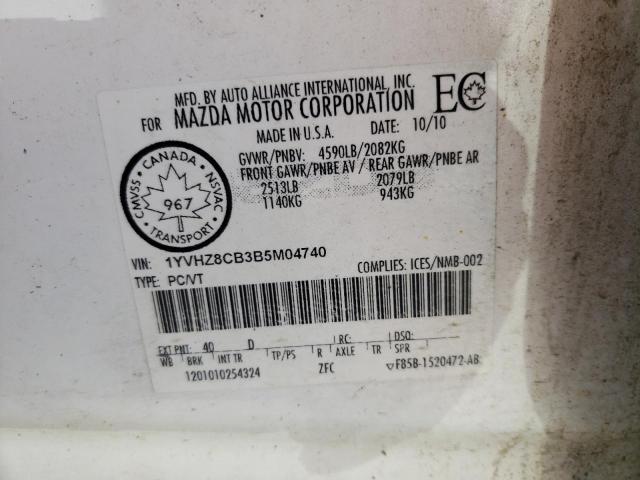 MFD. BY AUTO ALLIANCE INTERNATIONAL, INC.
FOR MAZDA MOTOR CORPORATION EC
MADE IN U.S.A. DATE: 10/10
GVWR/PNBV: 4590LB/2082KG
FRONT GAWR/PNBE AV / REAR GAWR/PNBE AR
2513LB 2079LB
1140KG 943KG
CANADA
CMVSS NSVAC
967
TRANSPORT
VIN: 1YVHZ8CB3B5M04740
TYPE: PC/VT COMPLIES: ICES/NMB-002
EXT PNT: 40 D RC: DSO:
WB BRK INT TR TP/PS R AXLE TR SPR
1201010254324 ZFC F85B-1520472-AB